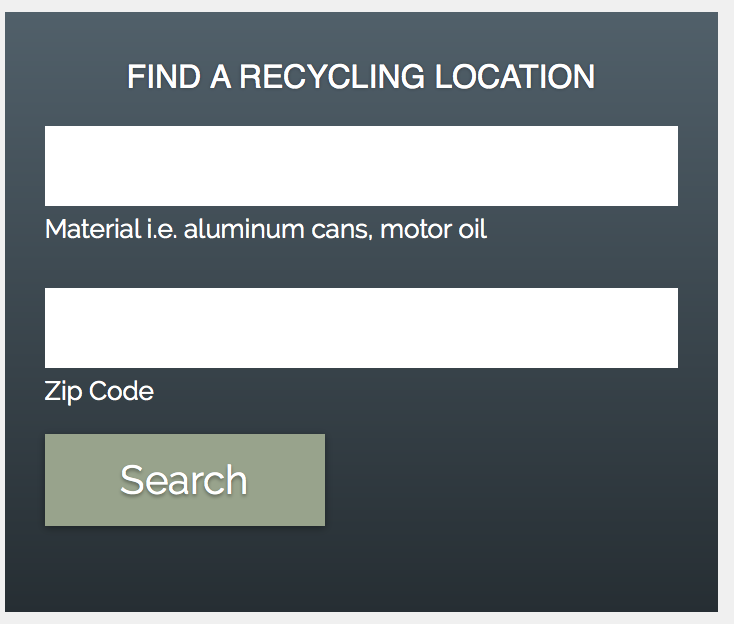 FIND A RECYCLING LOCATION
Material i.e. aluminum cans, motor oil
Zip Code
Search